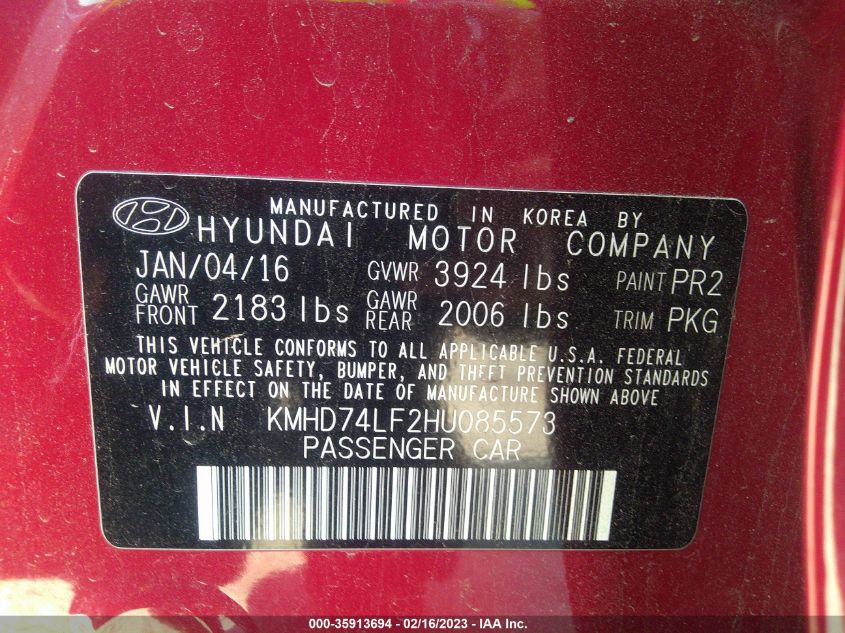 MANUFACTURED IN KOREA BY
HYUNDAI MOTOR COMPANY
JAN/04/16 GVWR 3924 lbs PAINT PR2
GAWR FRONT 2183 lbs GAWR REAR 2006 lbs TRIM PKG
THIS VEHICLE CONFORMS TO ALL APPLICABLE U.S.A. FEDERAL
MOTOR VEHICLE SAFETY, BUMPER, AND THEFT PREVENTION STANDARDS
IN EFFECT ON THE DATE OF MANUFACTURE SHOWN ABOVE
V.I.N KMHD74LF2HU085573
PASSENGER CAR
000-35913694 - 02/16/2023 - IAA Inc.